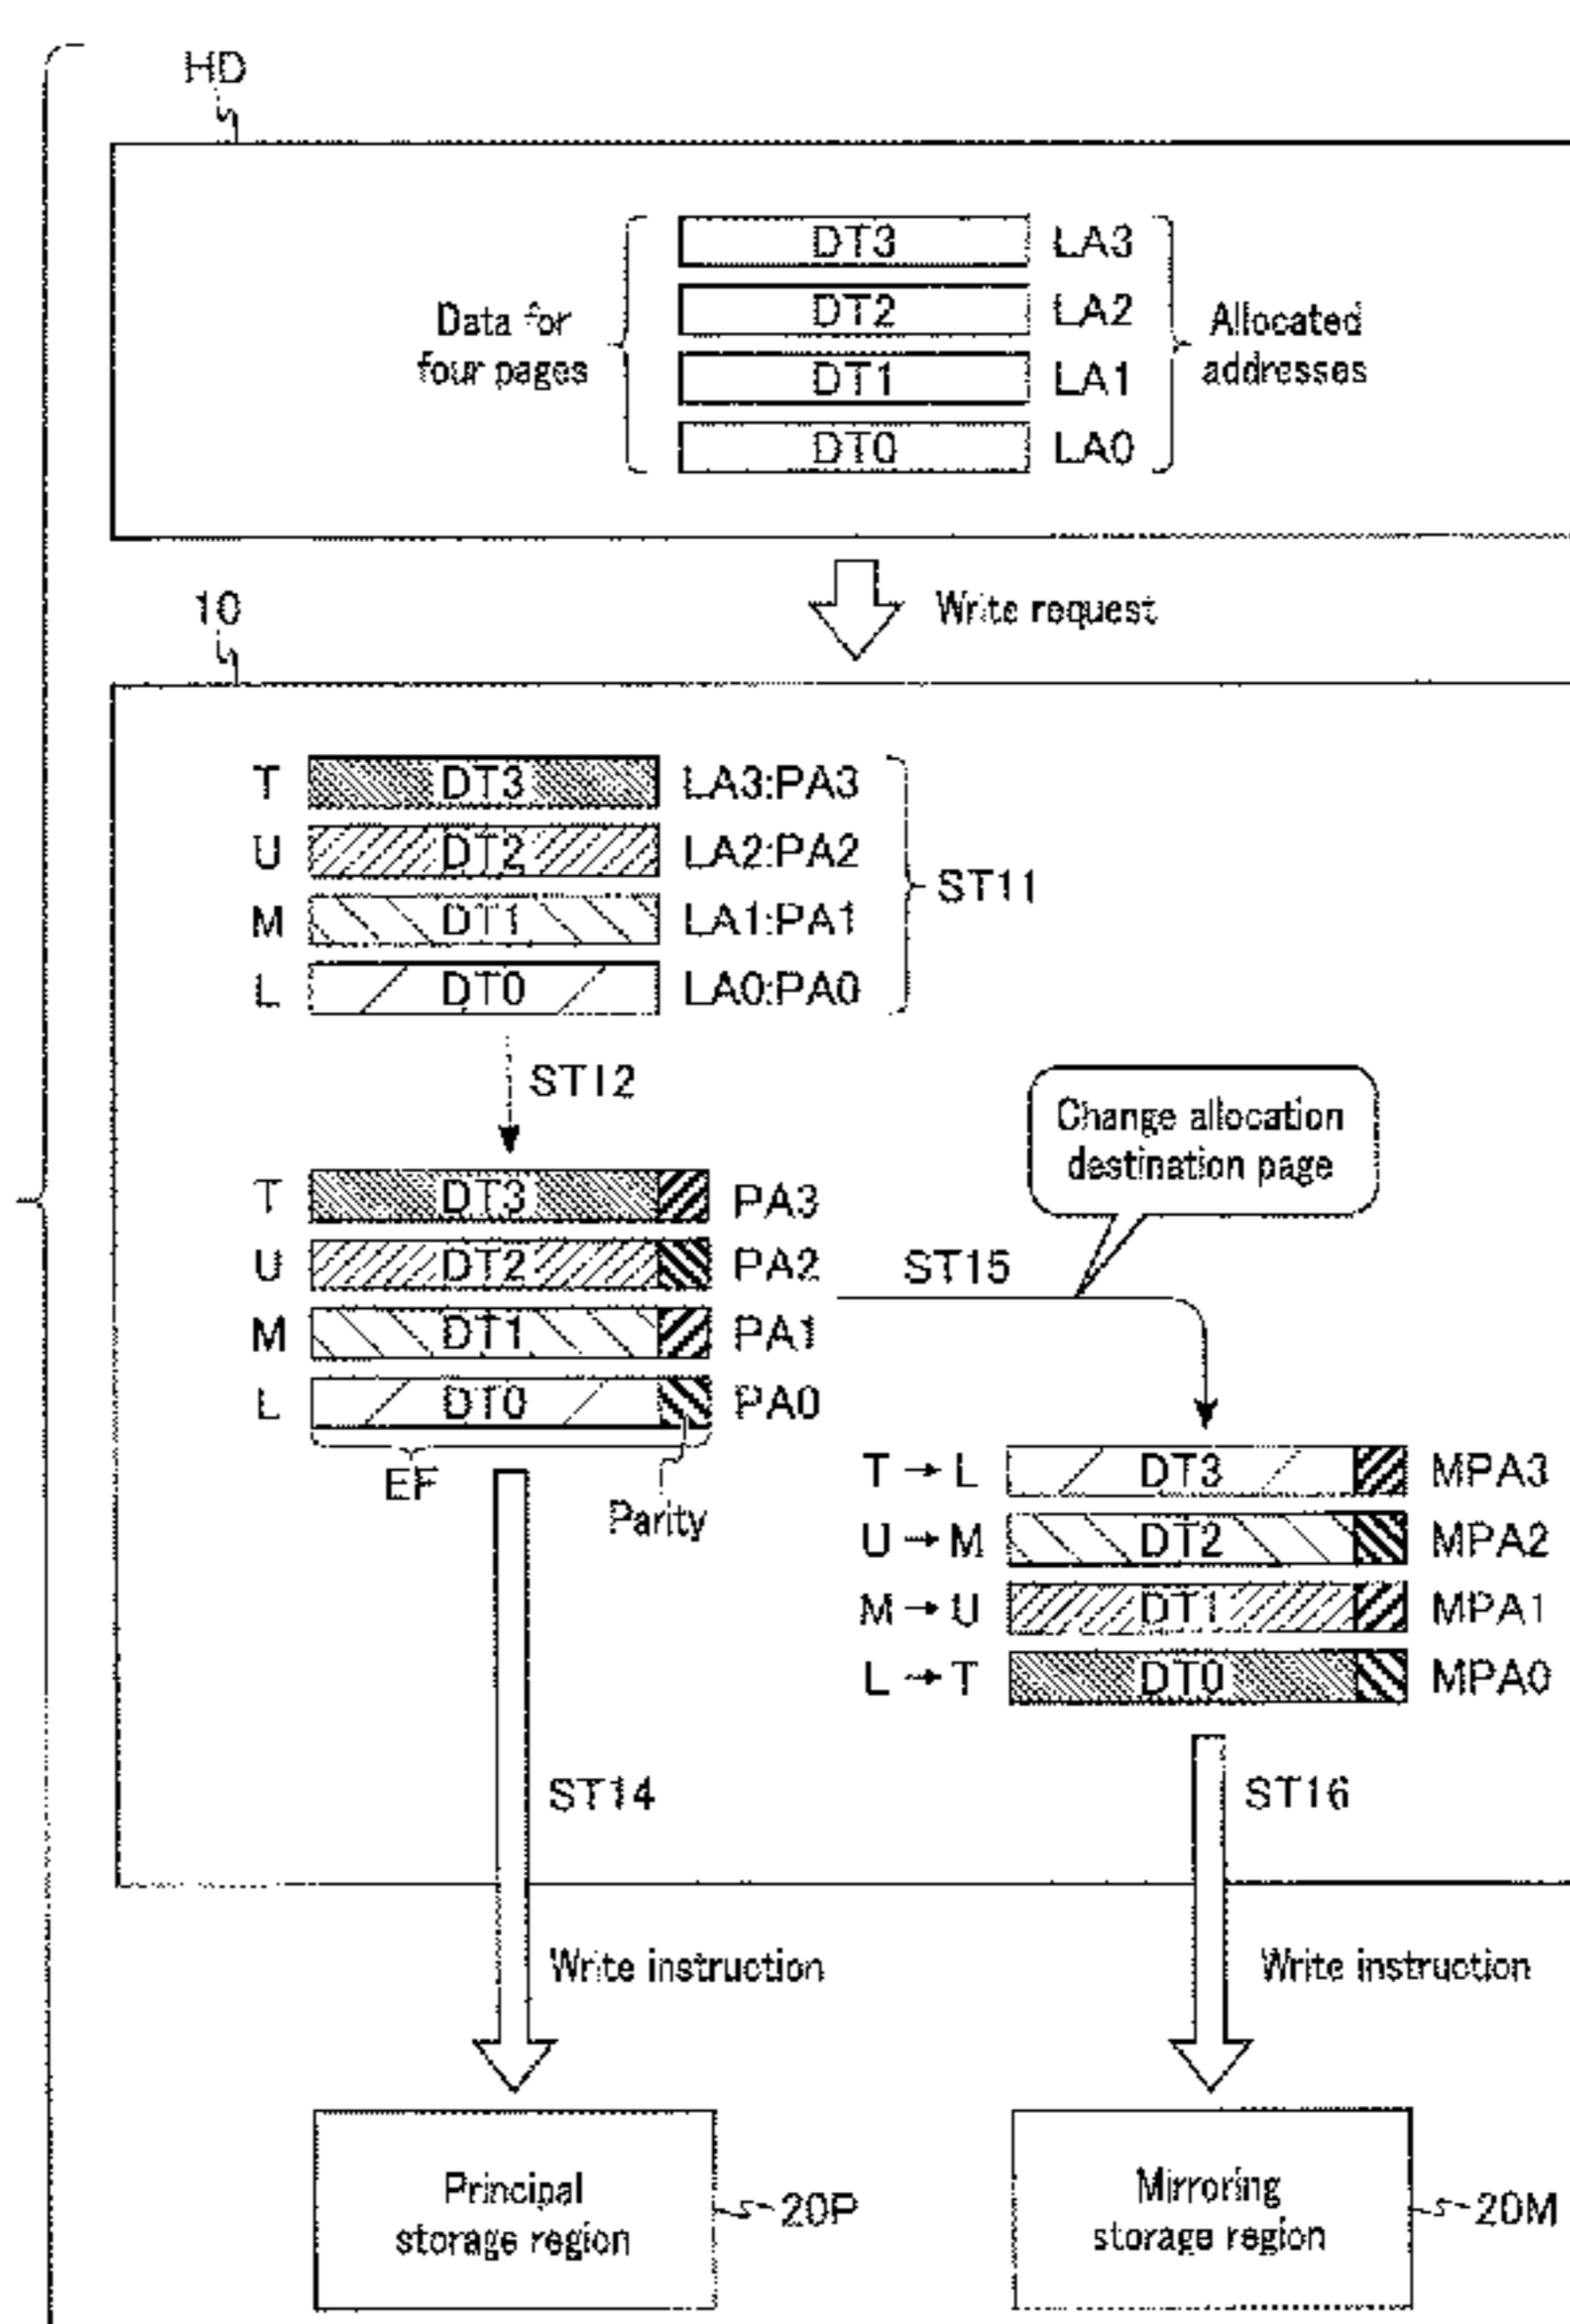 HD
DT3 LA3
DT2 LA2
DT1 LA1
DT0 LA0
Data for
four pages
Allocated
addresses
Write request
10
T DT3 LA3:PA3
U DT2 LA2:PA2
M DT1 LA1:PA1
L DT0 LA0:PA0
ST11
ST12
Change allocation
destination page
T DT3 PA3
U DT2 PA2
M DT1 PA1
L DT0 PA0
ST15
EF
Parity
T → L DT3 MPA3
U → M DT2 MPA2
M → U DT1 MPA1
L → T DT0 MPA0
ST14
ST16
Write instruction
Write instruction
Principal
storage region
20P
Mirroring
storage region
20M